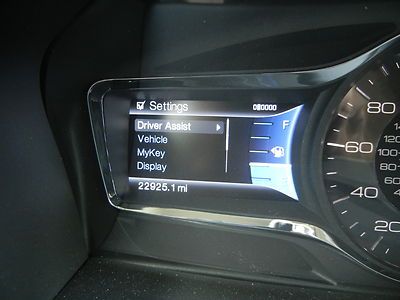 Settings
Driver Assist
Vehicle
MyKey
Display
22925.1 mi
F
80
60
40
20